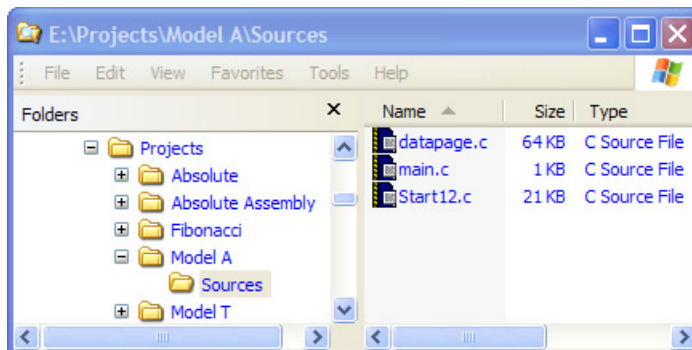 E:\Projects\Model A\Sources
File Edit View Favorites Tools Help
Folders
Projects
Absolute
Absolute Assembly
Fibonacci
Model A
Sources
Model T
Name Size Type
datapage.c 64 KB C Source File
main.c 1 KB C Source File
Start12.c 21 KB C Source File